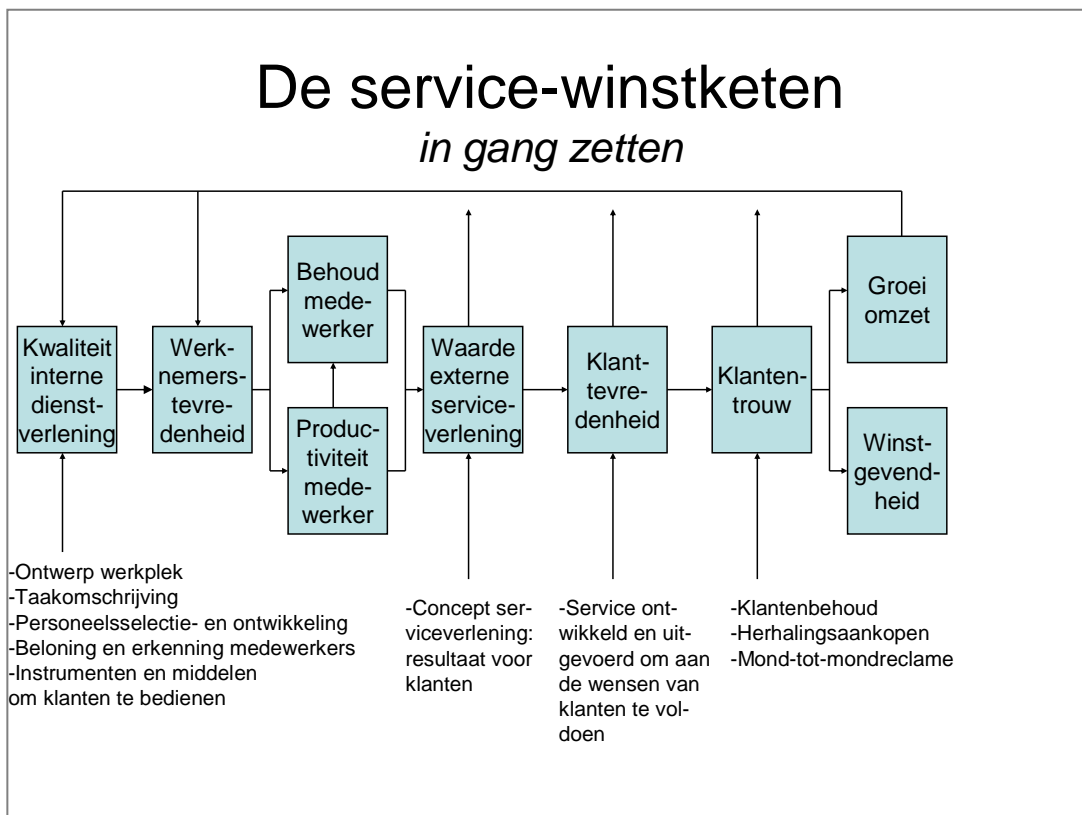 De service-winstketen
in gang zetten
Kwaliteit
interne
dienst-
verlening
Werk-
nemers-
tevre-
denheid
Behoud
mede-
werker
Produc-
tiviteit
mede-
werker
Waarde
externe
service-
verlening
Klant-
tevre-
denheid
Klanten-
trouw
Groei
omzet
Winst-
gevend-
heid
-Ontwerp werkplek
-Taakomschrijving
-Personeelsselectie- en ontwikkeling
-Beloning en erkenning medewerkers
-Instrumenten en middelen
om klanten te bedienen
-Concept ser-
viceverlening:
resultaat voor
klanten
-Service ont-
wikkeld en uit-
gevoerd om aan
de wensen van
klanten te vol-
doen
-Klantenbehoud
-Herhalingsaankopen
-Mond-tot-mondreclame